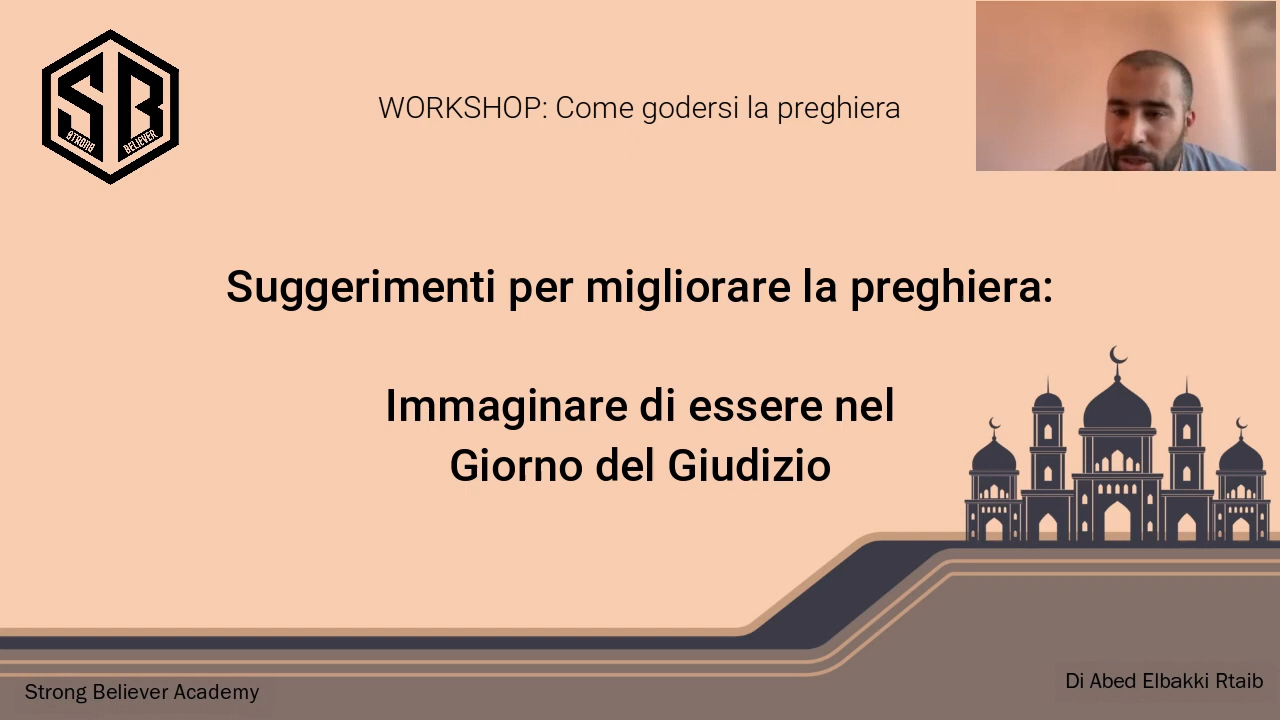 SB
STRONG BELIEVER
WORKSHOP: Come godersi la preghiera
Suggerimenti per migliorare la preghiera:
Immaginare di essere nel
Giorno del Giudizio
Strong Believer Academy
Di Abed Elbakki Rtaib